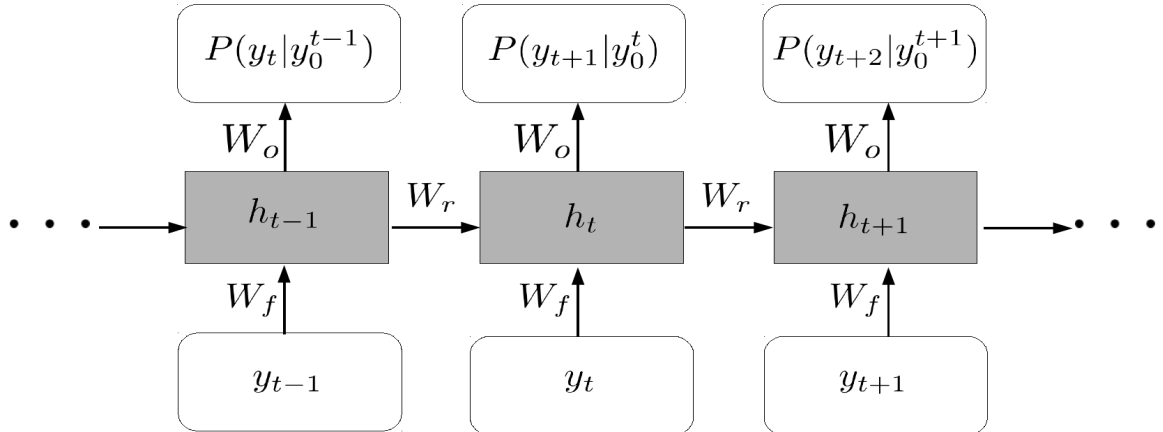 P(y_t|y_0^{t-1}) P(y_{t+1}|y_0^t) P(y_{t+2}|y_0^{t+1})
W_o W_o W_o
W_r W_r
· · · h_{t-1} h_t h_{t+1} · · ·
W_f W_f W_f
y_{t-1} y_t y_{t+1}